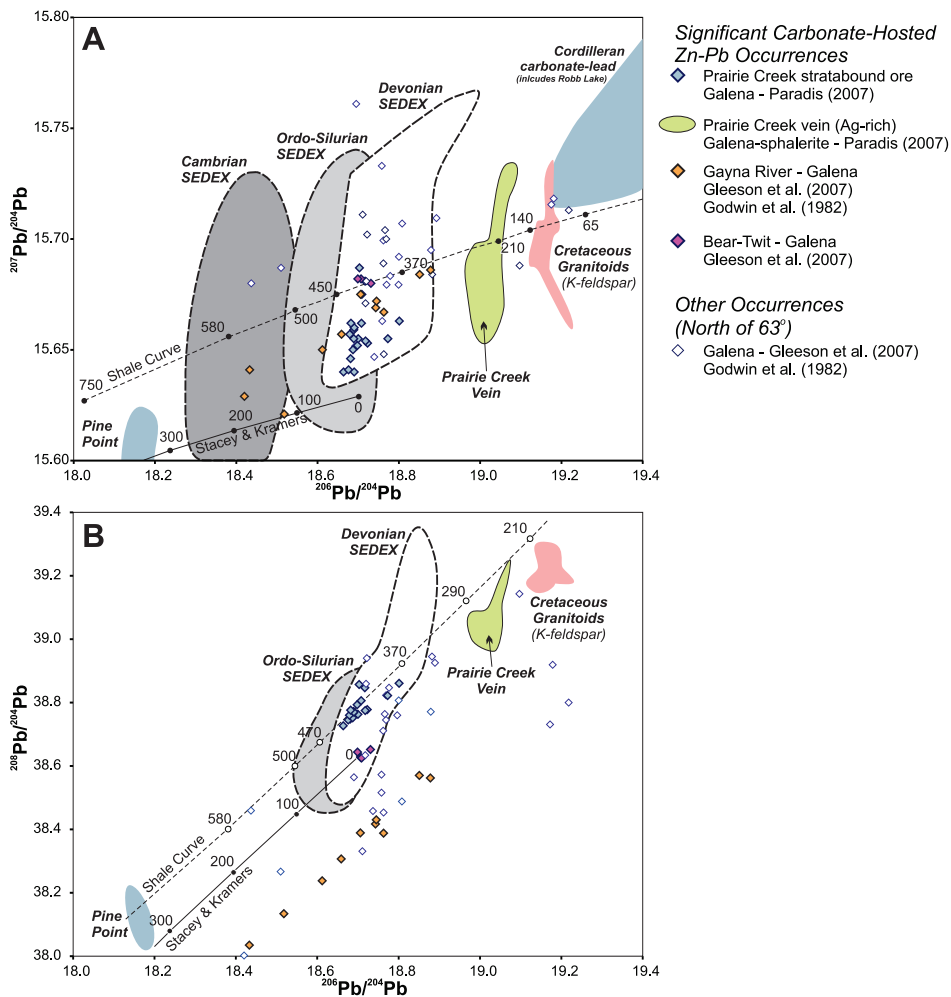 A
15.80
15.75
15.70
15.65
15.60
207Pb/204Pb
Cordilleran
carbonate-lead
(inlcudes Robb Lake)
Devonian
SEDEX
Ordo-Silurian
SEDEX
Cambrian
SEDEX
140
65
210
370
450
500
580
750
Shale Curve
Cretaceous
Granitoids
(K-feldspar)
Prairie Creek
Vein
Pine
Point
300
200
100
0
Stacey & Kramers
18.0
18.2
18.4
18.6
18.8
19.0
19.2
19.4
206Pb/204Pb
Significant Carbonate-Hosted
Zn-Pb Occurrences
Prairie Creek stratabound ore
Galena - Paradis (2007)
Prairie Creek vein (Ag-rich)
Galena-sphalerite - Paradis (2007)
Gayna River - Galena
Gleeson et al. (2007)
Godwin et al. (1982)
Bear-Twit - Galena
Gleeson et al. (2007)
Other Occurrences
(North of 63º)
Galena - Gleeson et al. (2007)
Godwin et al. (1982)
B
39.4
39.2
39.0
38.8
38.6
38.4
38.2
38.0
208Pb/204Pb
Devonian
SEDEX
Ordo-Silurian
SEDEX
210
290
370
470
500
580
Shale Curve
Cretaceous
Granitoids
(K-feldspar)
Prairie Creek
Vein
0
100
200
300
Stacey & Kramers
Pine
Point
18.0
18.2
18.4
18.6
18.8
19.0
19.2
19.4
206Pb/204Pb